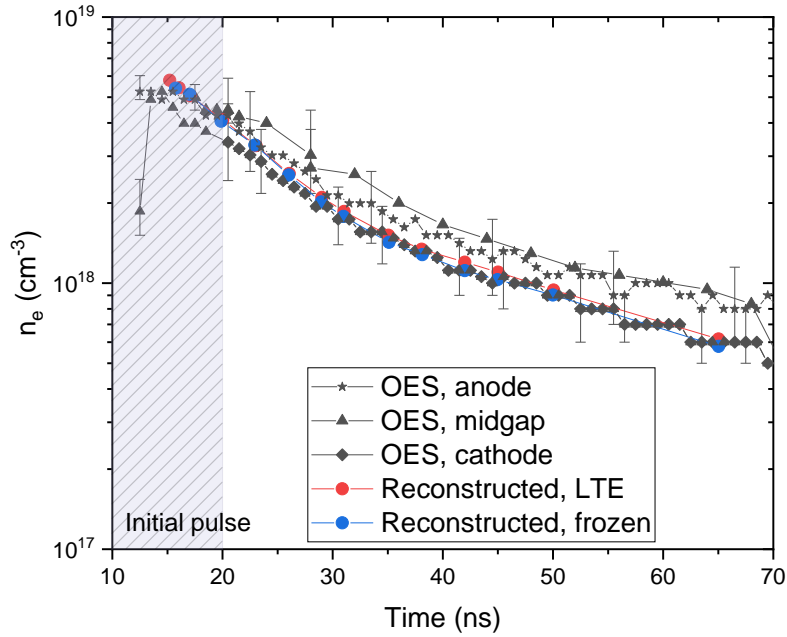 10^19
10^18
10^17
n_e (cm^-3)
OES, anode
OES, midgap
OES, cathode
Reconstructed, LTE
Reconstructed, frozen
Initial pulse
10 20 30 40 50 60 70
Time (ns)